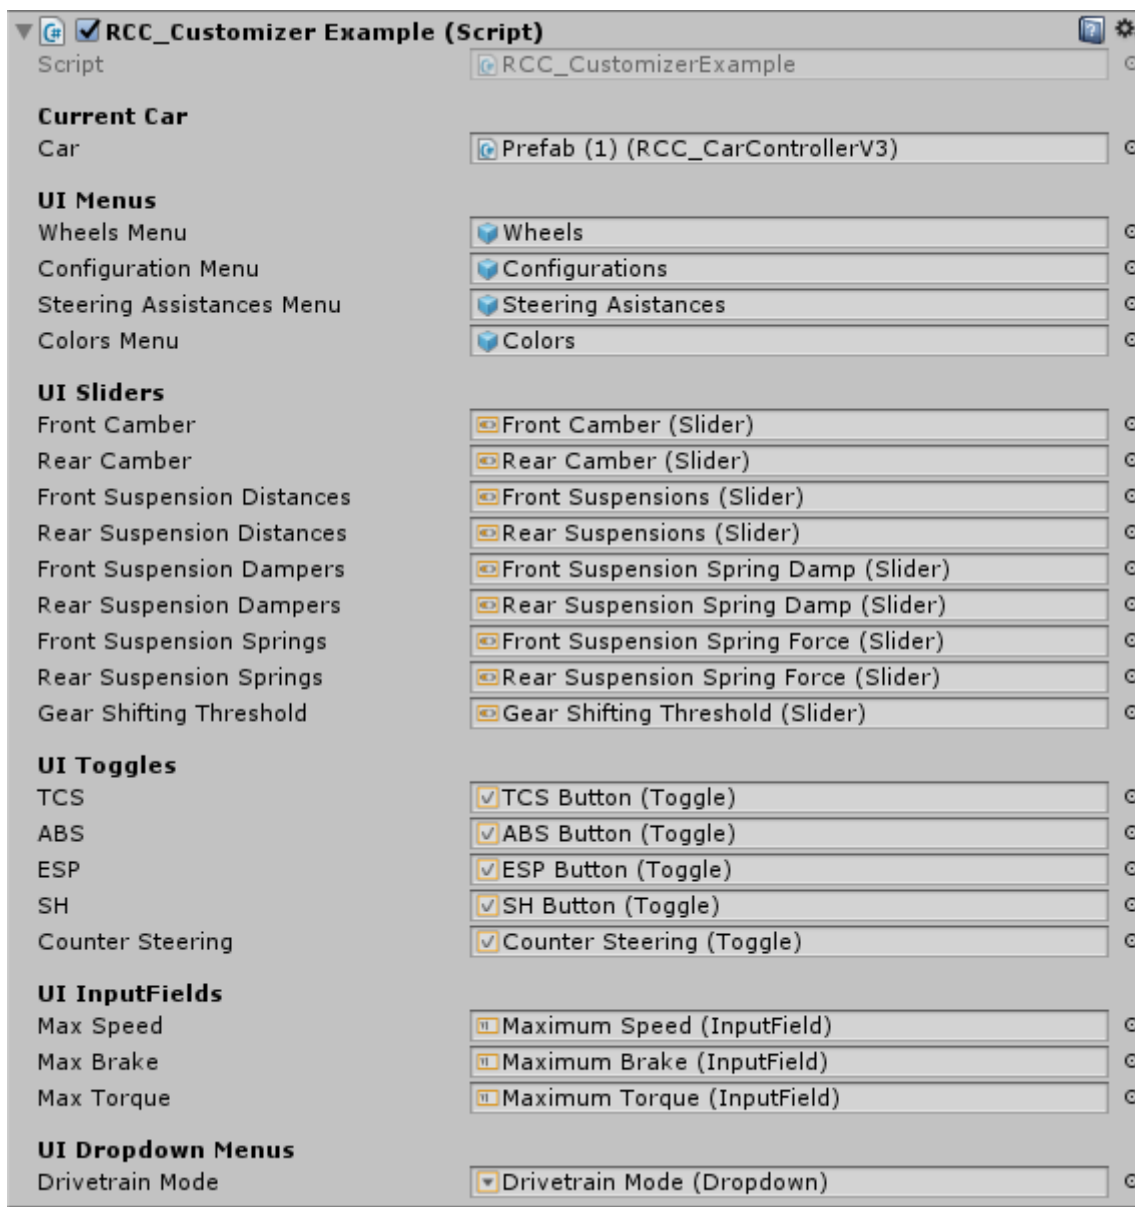 RCC_Customizer Example (Script)
Script RCC_CustomizerExample
Current Car
Car Prefab (1) (RCC_CarControllerV3)
UI Menus
Wheels Menu Wheels
Configuration Menu Configurations
Steering Assistances Menu Steering Asistances
Colors Menu Colors
UI Sliders
Front Camber Front Camber (Slider)
Rear Camber Rear Camber (Slider)
Front Suspension Distances Front Suspensions (Slider)
Rear Suspension Distances Rear Suspensions (Slider)
Front Suspension Dampers Front Suspension Spring Damp (Slider)
Rear Suspension Dampers Rear Suspension Spring Damp (Slider)
Front Suspension Springs Front Suspension Spring Force (Slider)
Rear Suspension Springs Rear Suspension Spring Force (Slider)
Gear Shifting Threshold Gear Shifting Threshold (Slider)
UI Toggles
TCS TCS Button (Toggle)
ABS ABS Button (Toggle)
ESP ESP Button (Toggle)
SH SH Button (Toggle)
Counter Steering Counter Steering (Toggle)
UI InputFields
Max Speed Maximum Speed (InputField)
Max Brake Maximum Brake (InputField)
Max Torque Maximum Torque (InputField)
UI Dropdown Menus
Drivetrain Mode Drivetrain Mode (Dropdown)